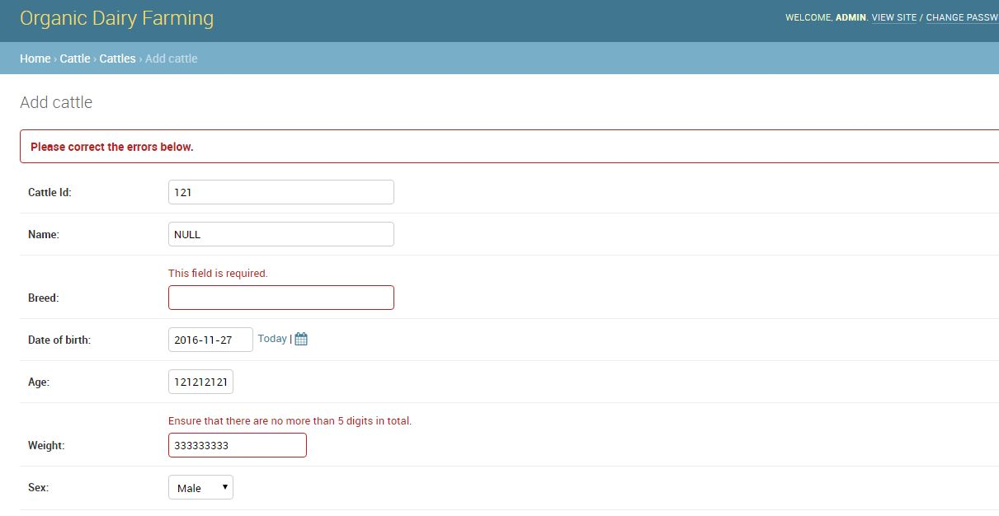 Organic Dairy Farming
WELCOME, ADMIN. VIEW SITE / CHANGE PASSW
Home › Cattle › Cattles › Add cattle
Add cattle
Please correct the errors below.
Cattle Id: 121
Name: NULL
This field is required.
Breed:
Date of birth: 2016-11-27 Today |
Age: 121212121
Ensure that there are no more than 5 digits in total.
Weight: 333333333
Sex: Male